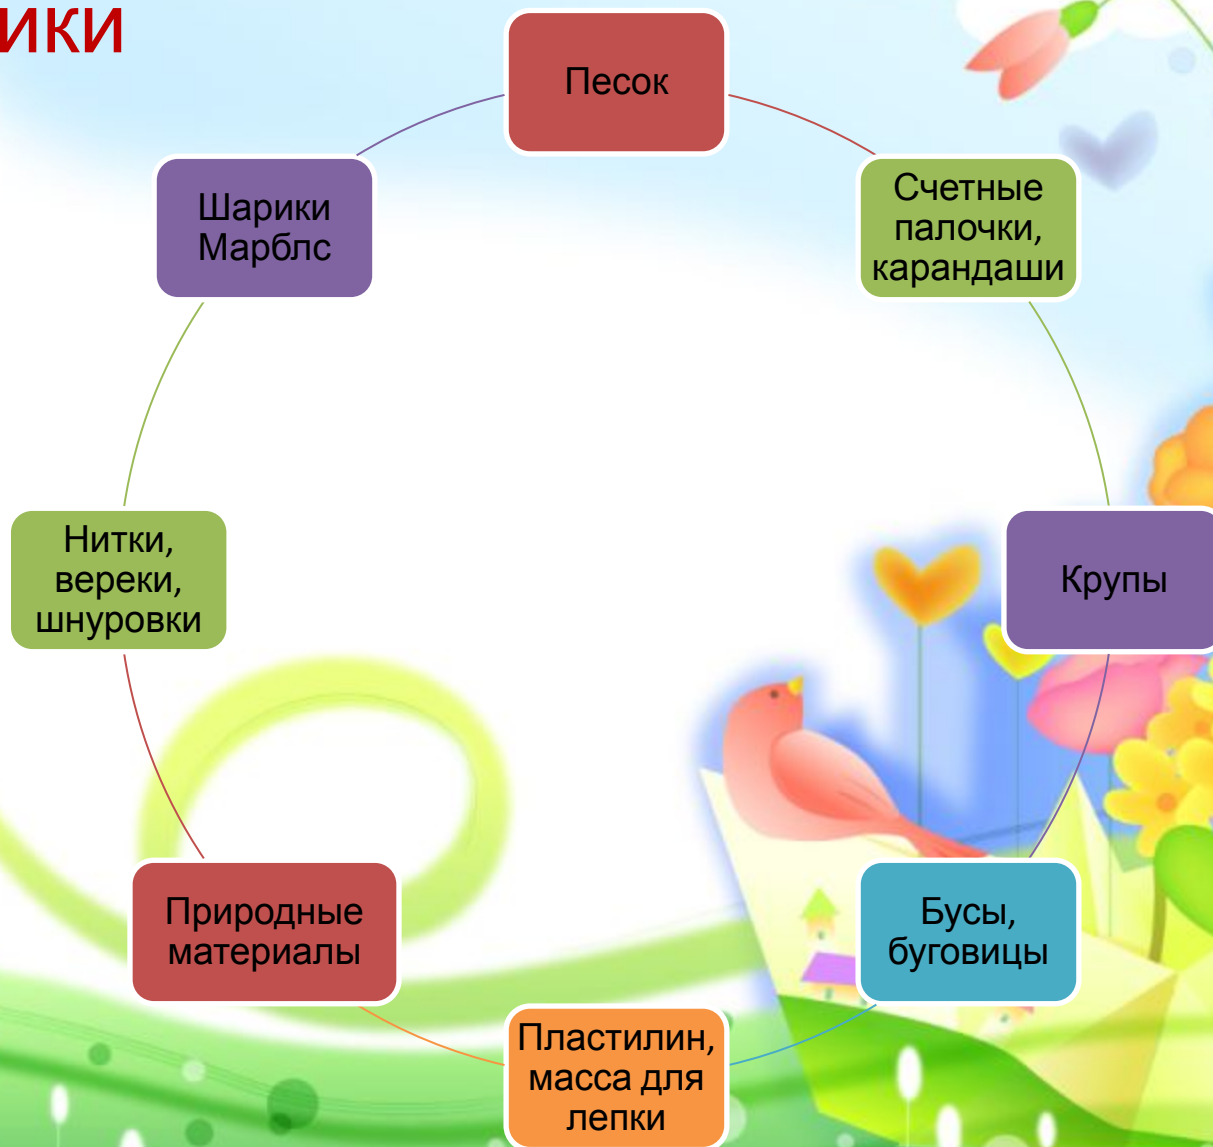 ики
Песок
Счетные
палочки,
карандаши
Крупы
Бусы,
буговицы
Пластилин,
масса для
лепки
Природные
материалы
Нитки,
вереки,
шнуровки
Шарики
Марблс